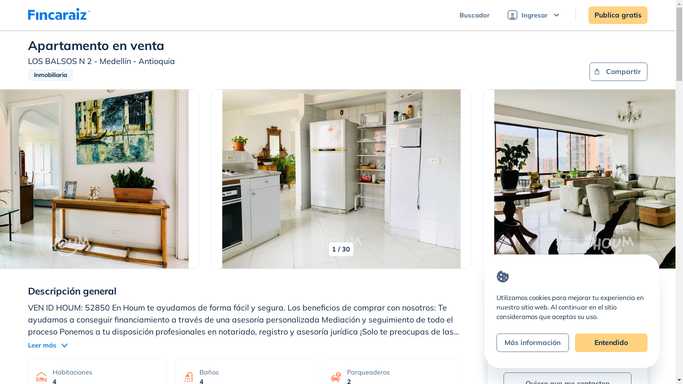 Fincaraiz
Buscador
Ingresar
Publica gratis
Apartamento en venta
LOS BALSOS N 2 - Medellín - Antioquia
Inmobiliaria
Compartir
HOUM
HOUM
1 / 30
Descripción general
VEN ID HOUM: 52850 En Houm te ayudamos de forma fácil y segura. Los beneficios de comprar con nosotros: Te
ayudamos a conseguir financiamiento a través de una asesoría personalizada Mediación y seguimiento de todo el
proceso Ponemos a tu disposición profesionales en notariado, registro y asesoría jurídica ¡Solo te preocupas de las...
Leer más
Habitaciones
4
Baños
4
Parqueaderos
2
Utilizamos cookies para mejorar tu experiencia en
nuestro sitio web. Al continuar en el sitio
consideramos que aceptas su uso.
Más información
Entendido
Quiero que me contacten